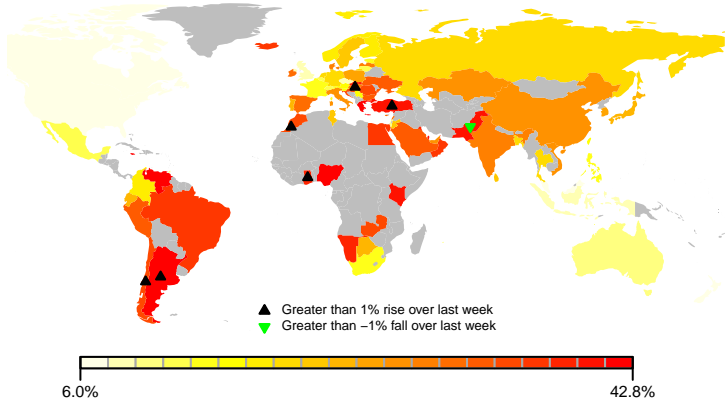 Greater than 1% rise over last week
Greater than −1% fall over last week
6.0%
42.8%